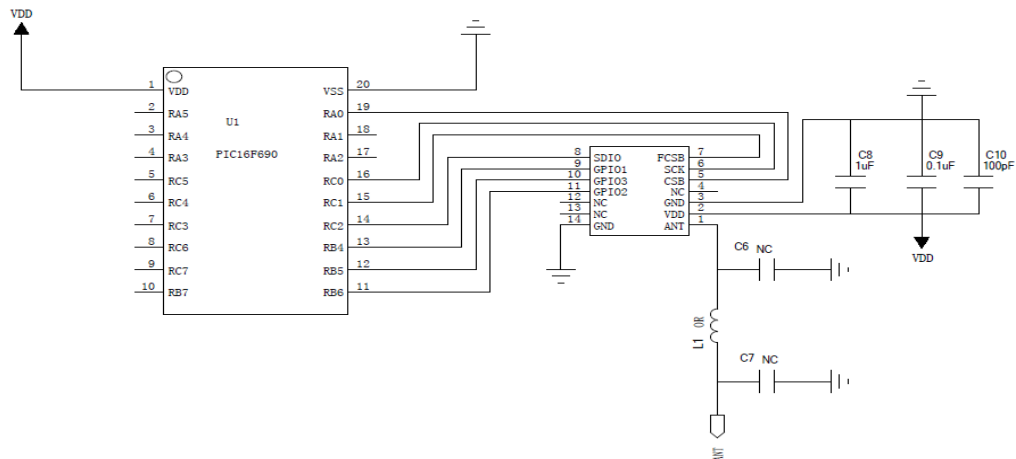 VDD
1 VDD VSS 20
2 RA5 RA0 19
3 RA4 RA1 18
4 RA3 RA2 17
5 RC5 RC0 16
6 RC4 RC1 15
7 RC3 RC2 14
8 RC6 RB4 13
9 RC7 RB5 12
10 RB7 RB6 11
U1
PIC16F690
8 SDIO FCSB 7
9 GPIO1 SCK 6
10 GPIO3 CSB 5
11 GPIO2 NC 4
12 NC GND 3
13 NC VDD 2
14 GND ANT 1
C8
1uF
C9
0.1uF
C10
100pF
VDD
C6 NC
L1 0R
C7 NC
ANT